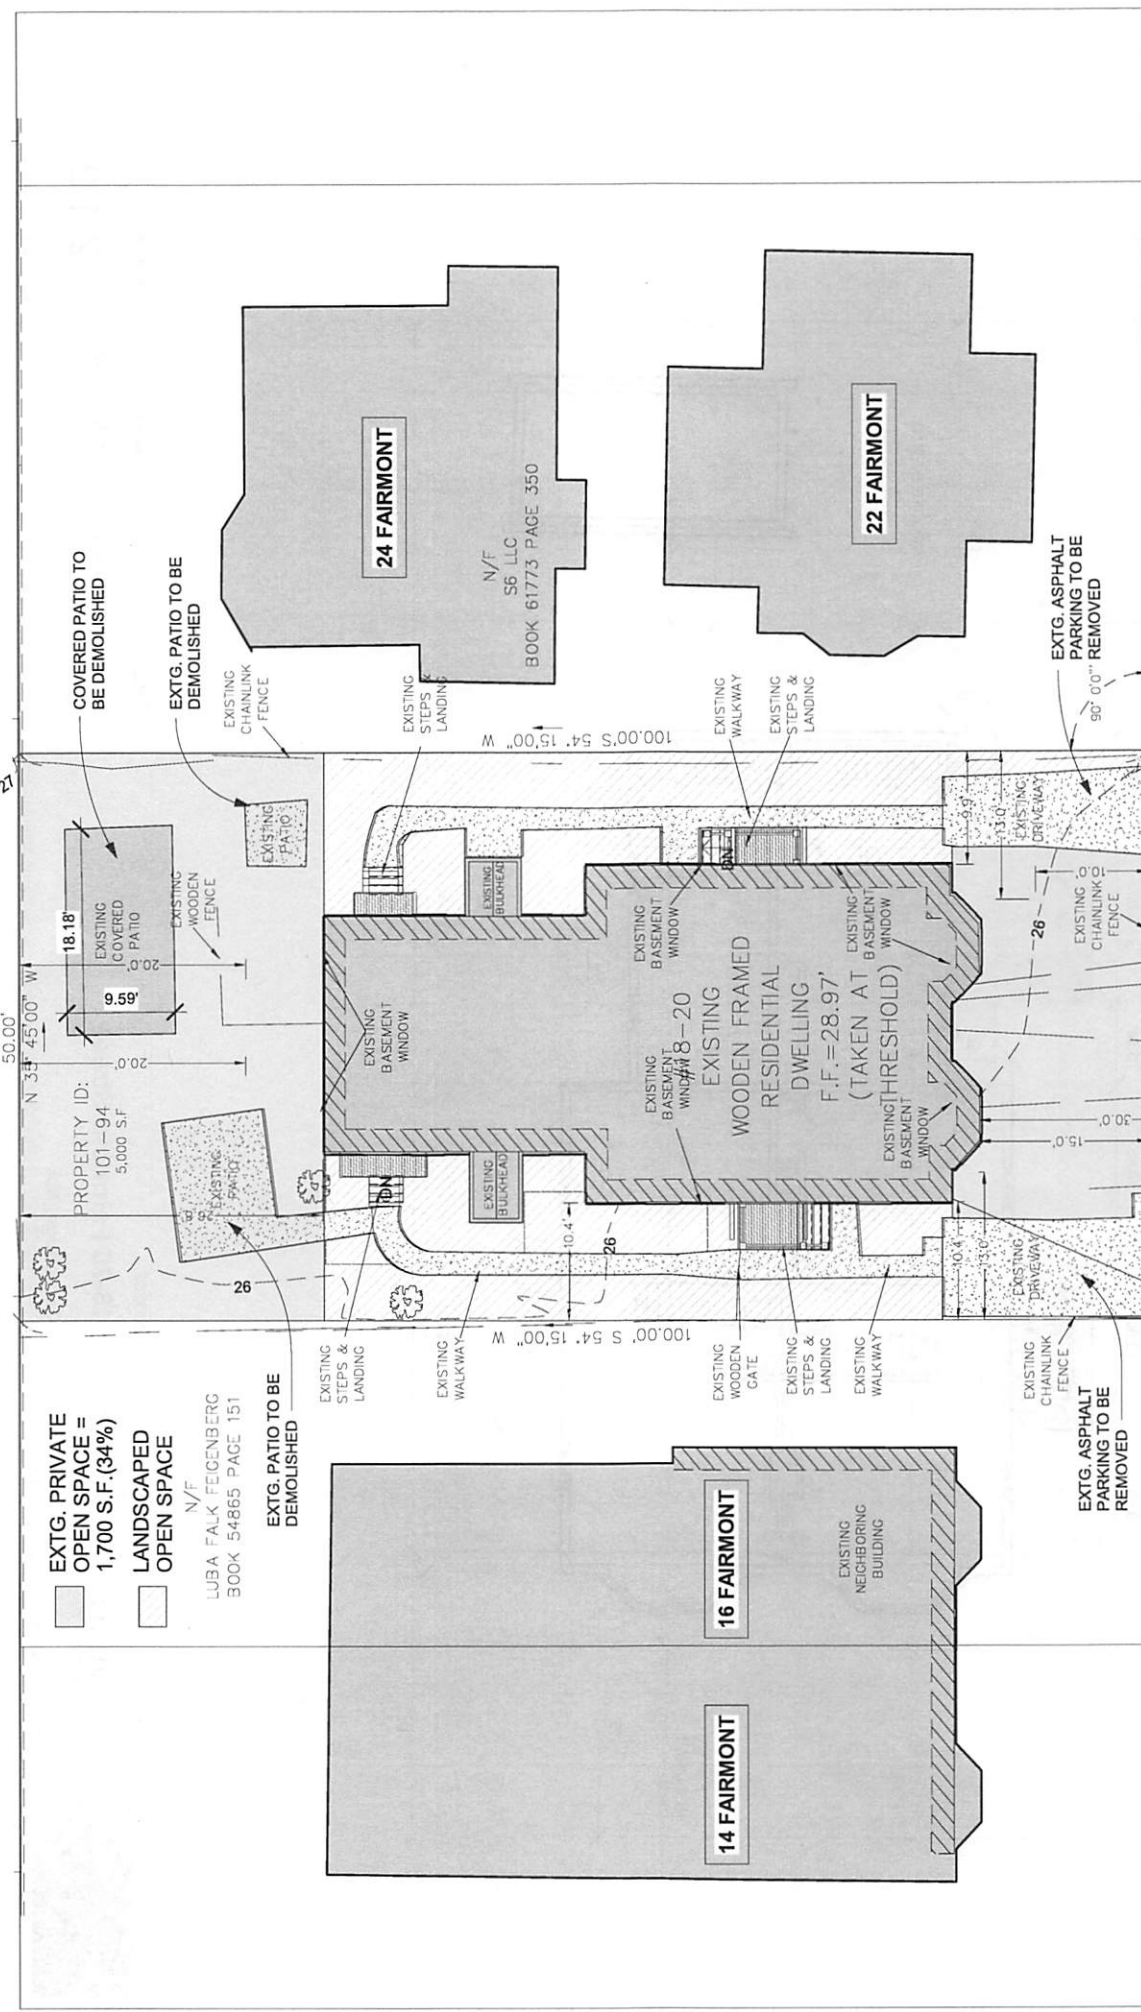 EXTG. PRIVATE
OPEN SPACE =
1,700 S.F.(34%)
LANDSCAPED
OPEN SPACE
N/F
LUBA FALK FEIGENBERG
BOOK 54865 PAGE 151
EXTG. PATIO TO BE
DEMOLISHED
50.00'
N 35° 45'00" W
27
PROPERTY ID:
101-94
5,000 S.F
20.0'
20.0'
18.18'
9.59'
EXISTING
COVERED
PATIO
COVERED PATIO TO
BE DEMOLISHED
EXTG. PATIO TO BE
DEMOLISHED
EXISTING
CHAINLINK
FENCE
EXISTING
PATIO
EXISTING
WOODEN
FENCE
EXISTING
PATIO
26
EXISTING
STEPS &
LANDING
DN
EXISTING
BASEMENT
WINDOW
EXISTING
STEPS &
LANDING
24 FAIRMONT
N/F
S6 LLC
BOOK 61773 PAGE 350
EXISTING
WALKWAY
EXISTING
BULKHEAD
EXISTING
BULKHEAD
100.00' S 54° 15'00" W
100.00'S 54° 15'00" W
10.4'
26
EXISTING
BASEMENT
WINDOW
EXISTING
BASEMENT
WINDOW
#18-20
EXISTING
WOODEN FRAMED
RESIDENTIAL
DWELLING
F.F.=28.97'
(TAKEN AT
THRESHOLD)
DN
EXISTING
WALKWAY
EXISTING
STEPS &
LANDING
EXISTING
WOODEN
GATE
EXISTING
STEPS &
LANDING
EXISTING
WALKWAY
EXISTING
BASEMENT
WINDOW
EXISTING
BASEMENT
WINDOW
14 FAIRMONT
16 FAIRMONT
22 FAIRMONT
EXISTING
NEIGHBORING
BUILDING
10.4'
13.0'
EXISTING
DRIVEWAY
9.9'
13.0'
EXISTING
DRIVEWAY
EXISTING
CHAINLINK
FENCE
EXTG. ASPHALT
PARKING TO BE
REMOVED
15.0'
30.0'
26
10.0'
EXISTING
CHAINLINK
FENCE
EXTG. ASPHALT
PARKING TO BE
REMOVED
90° 0'0"